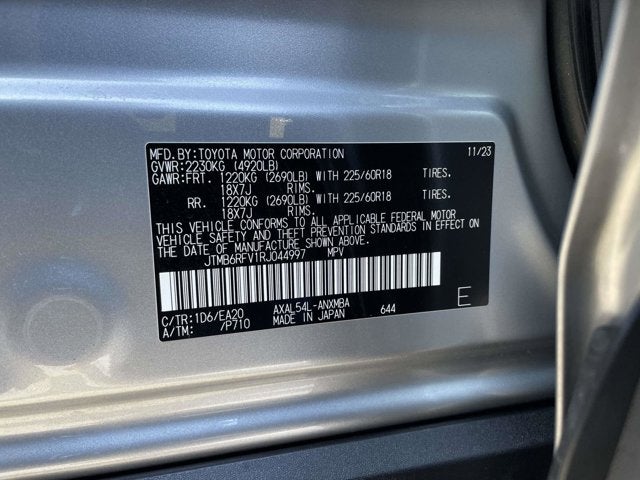 MFD. BY: TOYOTA MOTOR CORPORATION 11/23
GVWR: 2230KG (4920LB)
GAWR: FRT. 1220KG (2690LB) WITH 225/60R18 TIRES.
18X7J RIMS.
RR. 1220KG (2690LB) WITH 225/60R18 TIRES.
18X7J RIMS.
THIS VEHICLE CONFORMS TO ALL APPLICABLE FEDERAL MOTOR
VEHICLE SAFETY AND THEFT PREVENTION STANDARDS IN EFFECT ON
THE DATE OF MANUFACTURE SHOWN ABOVE.
JTMB6RFV1RJ044997 MPV
C/TR: 1D6/EA20 AXAL54L-ANXMBA 644 E
A/TM: /P710 MADE IN JAPAN